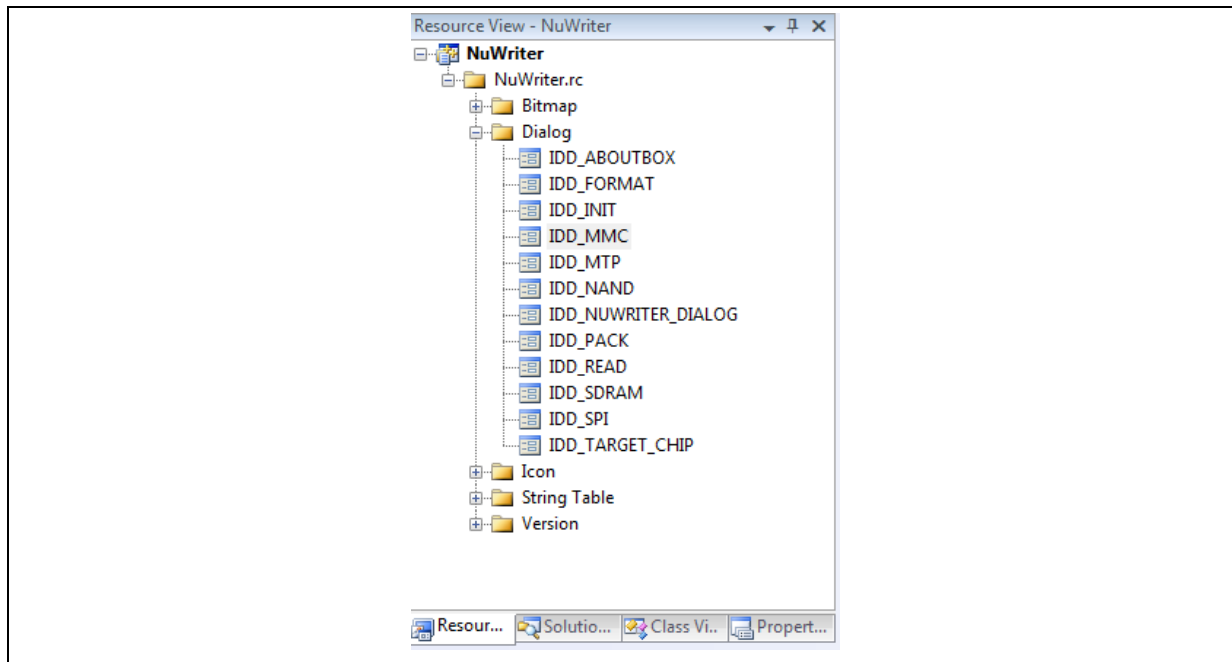 Resource View - NuWriter
NuWriter
NuWriter.rc
Bitmap
Dialog
IDD_ABOUTBOX
IDD_FORMAT
IDD_INIT
IDD_MMC
IDD_MTP
IDD_NAND
IDD_NUWRITER_DIALOG
IDD_PACK
IDD_READ
IDD_SDRAM
IDD_SPI
IDD_TARGET_CHIP
Icon
String Table
Version
Resour... Solutio... Class Vi.. Propert...